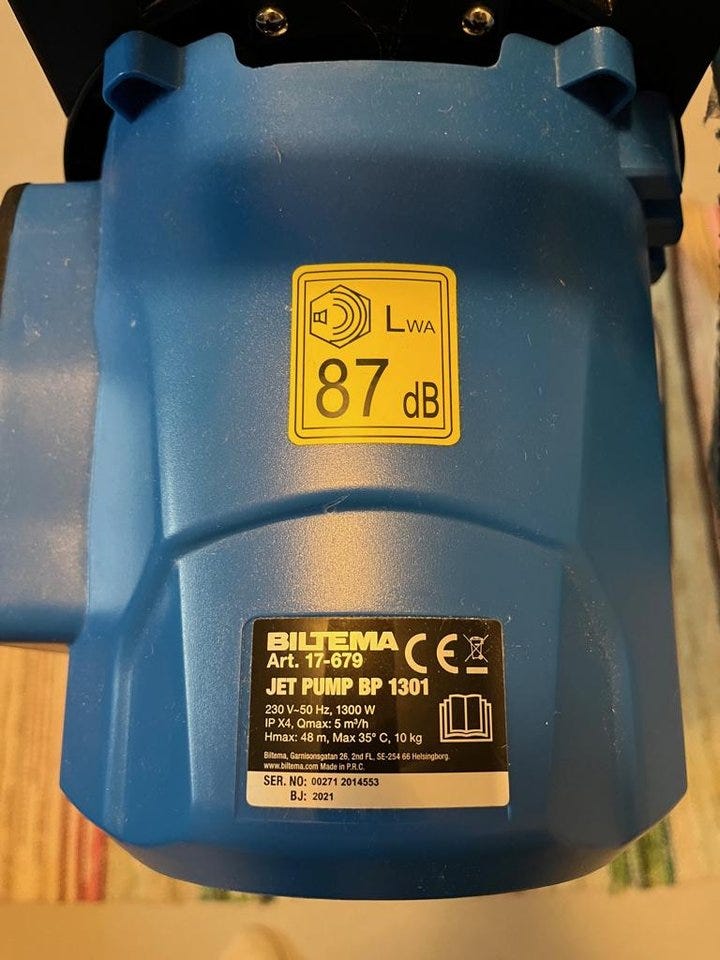 LWA
87 dB
BILTEMA
Art. 17-679
JET PUMP BP 1301
230 V~50 Hz, 1300 W
IP X4, Qmax: 5 m³/h
Hmax: 48 m, Max 35° C, 10 kg
Biltema, Garnisonsgatan 26, 2nd FL, SE-254 66 Helsingborg.
www.biltema.com Made in P.R.C.
SER. NO: 00271 2014553
BJ: 2021